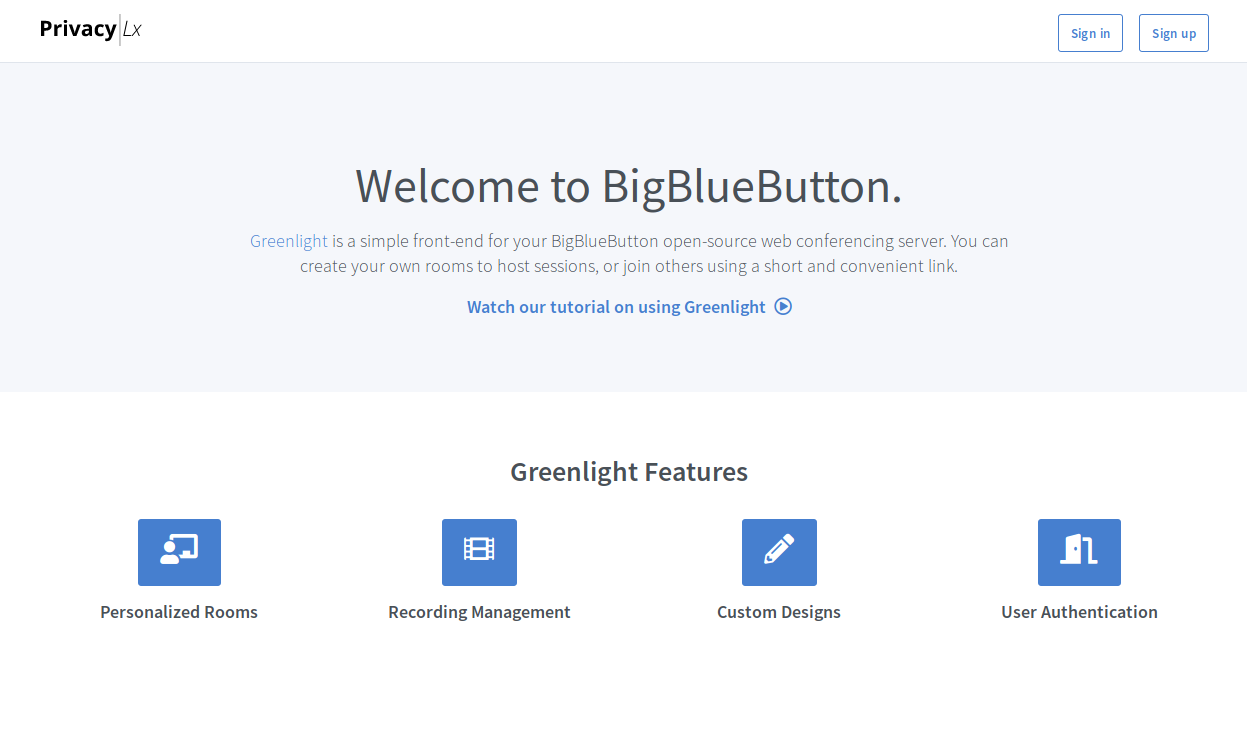 Privacy|Lx
Sign in
Sign up
Welcome to BigBlueButton.
Greenlight is a simple front-end for your BigBlueButton open-source web conferencing server. You can
create your own rooms to host sessions, or join others using a short and convenient link.
Watch our tutorial on using Greenlight
Greenlight Features
Personalized Rooms
Recording Management
Custom Designs
User Authentication